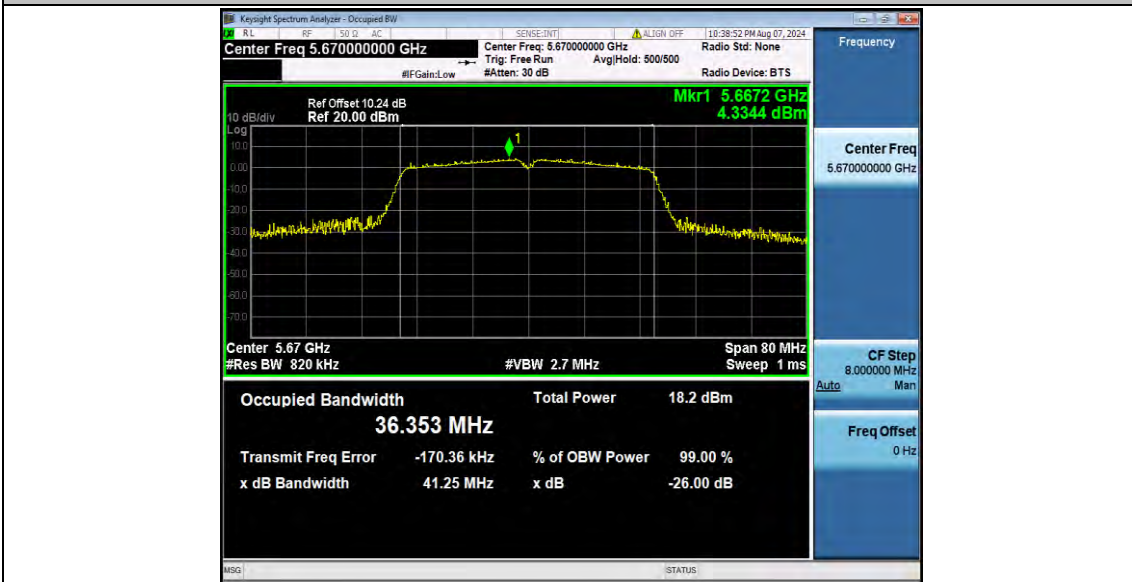 Keysight Spectrum Analyzer - Occupied BW
RL RF 50 Ω AC SENSE:INT ALIGN OFF 10:38:52 PM Aug 07, 2024
Center Freq 5.670000000 GHz
Center Freq: 5.670000000 GHz
Radio Std: None
Trig: Free Run Avg|Hold: 500/500
#IFGain:Low #Atten: 30 dB Radio Device: BTS
Frequency
Mkr1 5.6672 GHz
4.3344 dBm
Ref Offset 10.24 dB
10 dB/div Ref 20.00 dBm
Log
10.0
0.00
-10.0
-20.0
-30.0
-40.0
-50.0
-60.0
-70.0
1
Center 5.67 GHz Span 80 MHz
#Res BW 820 kHz #VBW 2.7 MHz Sweep 1 ms
Center Freq
5.670000000 GHz
CF Step
8.000000 MHz
Auto Man
Freq Offset
0 Hz
Occupied Bandwidth Total Power 18.2 dBm
36.353 MHz
Transmit Freq Error -170.36 kHz % of OBW Power 99.00 %
x dB Bandwidth 41.25 MHz x dB -26.00 dB
MSG STATUS